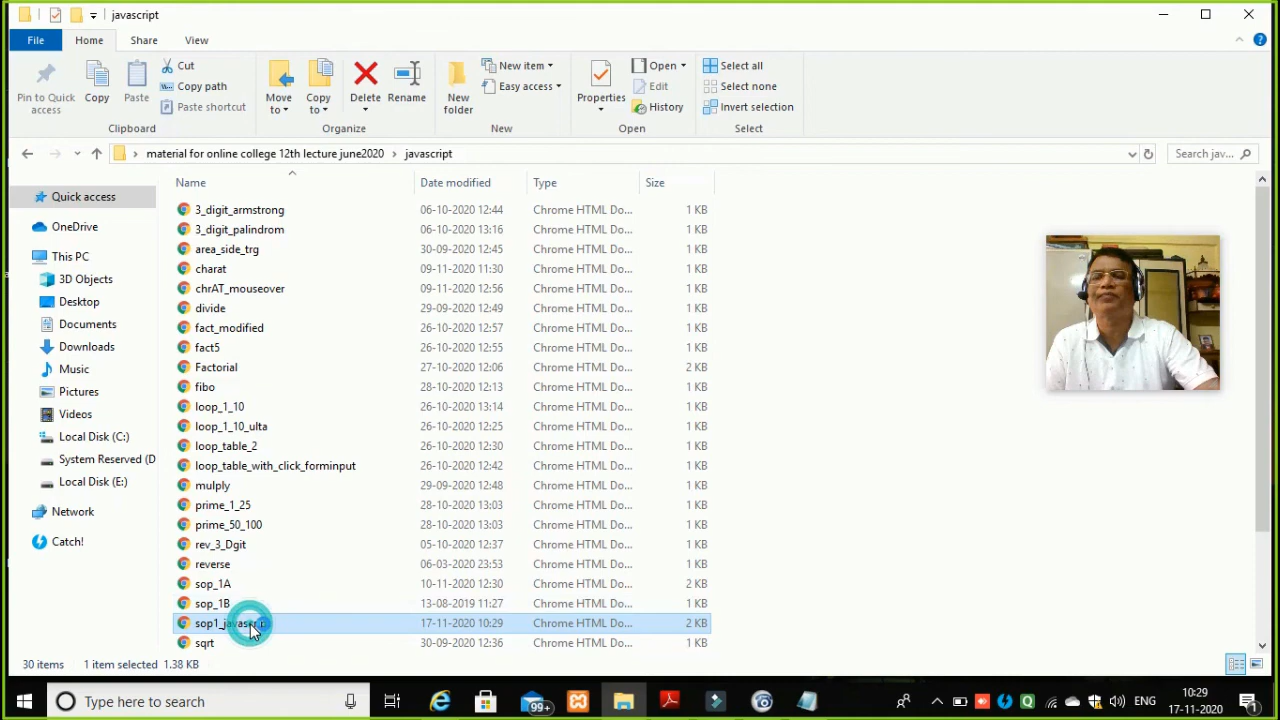 javascript
File
Home
Share
View
Pin to Quick access
Copy
Paste
Cut
Copy path
Paste shortcut
Clipboard
Move to
Copy to
Delete
Rename
Organize
New folder
New item
Easy access
New
Properties
Open
Edit
History
Open
Select all
Select none
Invert selection
Select
material for online college 12th lecture june2020 > javascript
Search jav...
Name Date modified Type Size
Quick access
OneDrive
This PC
3D Objects
Desktop
Documents
Downloads
Music
Pictures
Videos
Local Disk (C:)
System Reserved (D
Local Disk (E:)
Network
Catch!
3_digit_armstrong 06-10-2020 12:44 Chrome HTML Do... 1 KB
3_digit_palindrom 06-10-2020 13:16 Chrome HTML Do... 1 KB
area_side_trg 30-09-2020 12:45 Chrome HTML Do... 1 KB
charat 09-11-2020 11:30 Chrome HTML Do... 1 KB
chrAT_mouseover 09-11-2020 12:56 Chrome HTML Do... 1 KB
divide 29-09-2020 12:49 Chrome HTML Do... 1 KB
fact_modified 26-10-2020 12:57 Chrome HTML Do... 1 KB
fact5 26-10-2020 12:55 Chrome HTML Do... 1 KB
Factorial 27-10-2020 12:06 Chrome HTML Do... 2 KB
fibo 28-10-2020 12:13 Chrome HTML Do... 1 KB
loop_1_10 26-10-2020 13:14 Chrome HTML Do... 1 KB
loop_1_10_ulta 26-10-2020 12:25 Chrome HTML Do... 1 KB
loop_table_2 26-10-2020 12:30 Chrome HTML Do... 1 KB
loop_table_with_click_forminput 26-10-2020 12:42 Chrome HTML Do... 1 KB
mulply 29-09-2020 12:48 Chrome HTML Do... 1 KB
prime_1_25 28-10-2020 13:03 Chrome HTML Do... 1 KB
prime_50_100 28-10-2020 13:03 Chrome HTML Do... 1 KB
rev_3_Dgit 05-10-2020 12:37 Chrome HTML Do... 1 KB
reverse 06-03-2020 23:53 Chrome HTML Do... 1 KB
sop_1A 10-11-2020 12:30 Chrome HTML Do... 2 KB
sop_1B 13-08-2019 11:27 Chrome HTML Do... 1 KB
sop1_javascrip 17-11-2020 10:29 Chrome HTML Do... 2 KB
sqrt 30-09-2020 12:36 Chrome HTML Do... 1 KB
30 items 1 item selected 1.38 KB
Type here to search
99+
ENG
10:29
17-11-2020
1